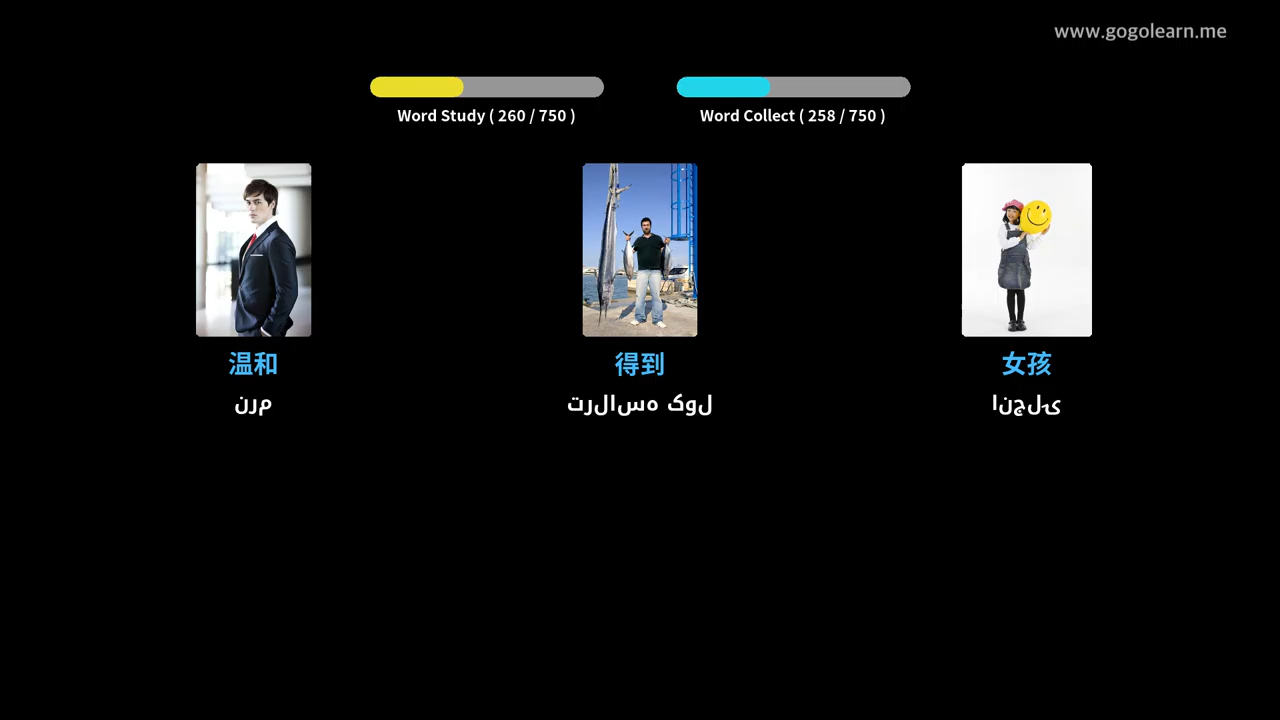 www.gogolearn.me
Word Study ( 260 / 750 )
Word Collect ( 258 / 750 )
温和
得到
女孩
نرم
ترلاسه کول
انجلۍ